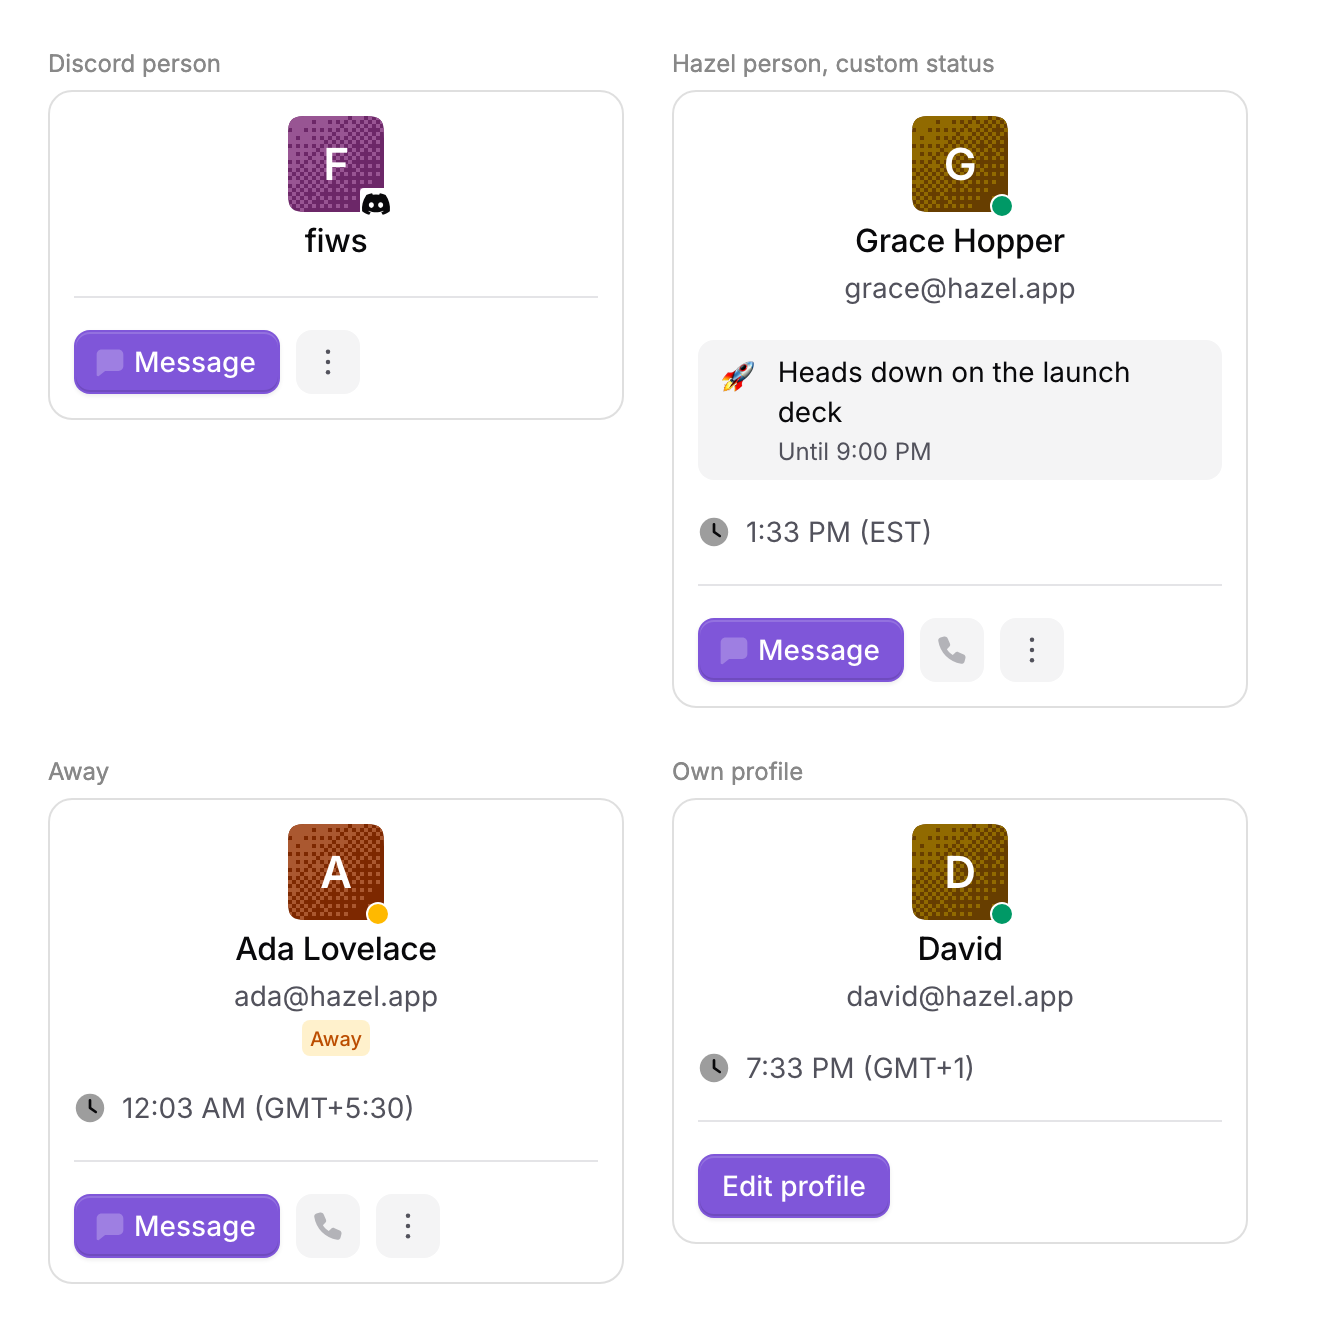 Discord person
F
fiws
Message
Hazel person, custom status
G
Grace Hopper
grace@hazel.app
Heads down on the launch
deck
Until 9:00 PM
1:33 PM (EST)
Message
Away
A
Ada Lovelace
ada@hazel.app
Away
12:03 AM (GMT+5:30)
Message
Own profile
D
David
david@hazel.app
7:33 PM (GMT+1)
Edit profile